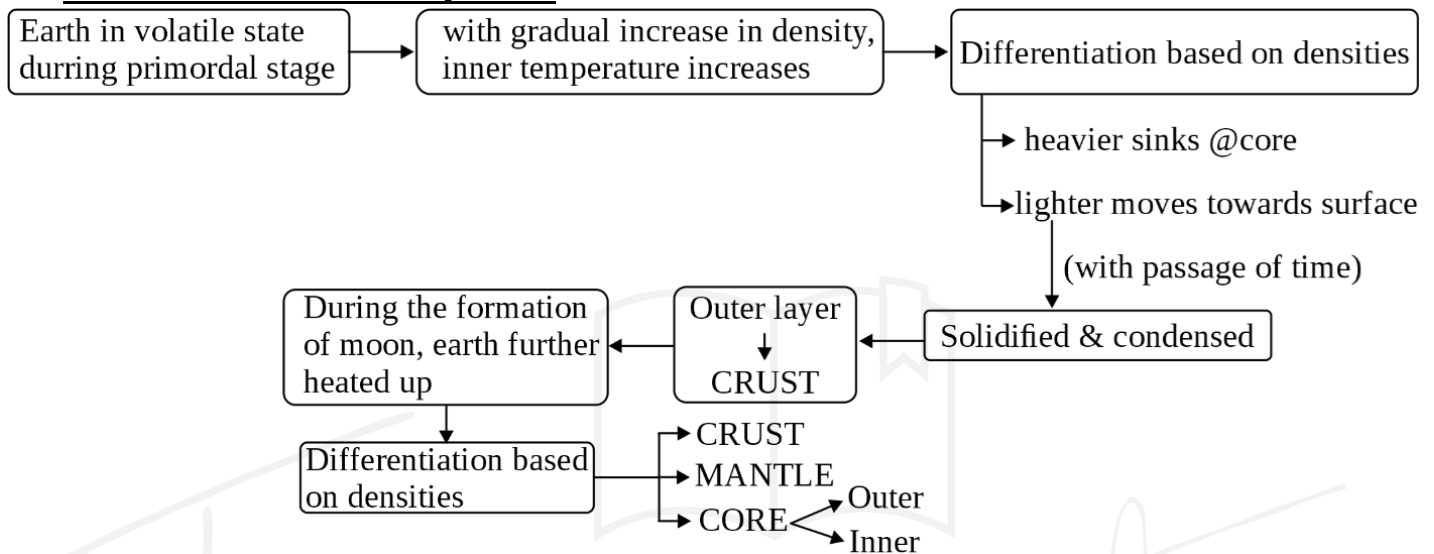 Earth in volatile state
durring primordal stage
with gradual increase in density,
inner temperature increases
Differentiation based on densities
heavier sinks @core
lighter moves towards surface
(with passage of time)
Solidified & condensed
Outer layer
CRUST
During the formation
of moon, earth further
heated up
Differentiation based
on densities
CRUST
MANTLE
CORE
Outer
Inner